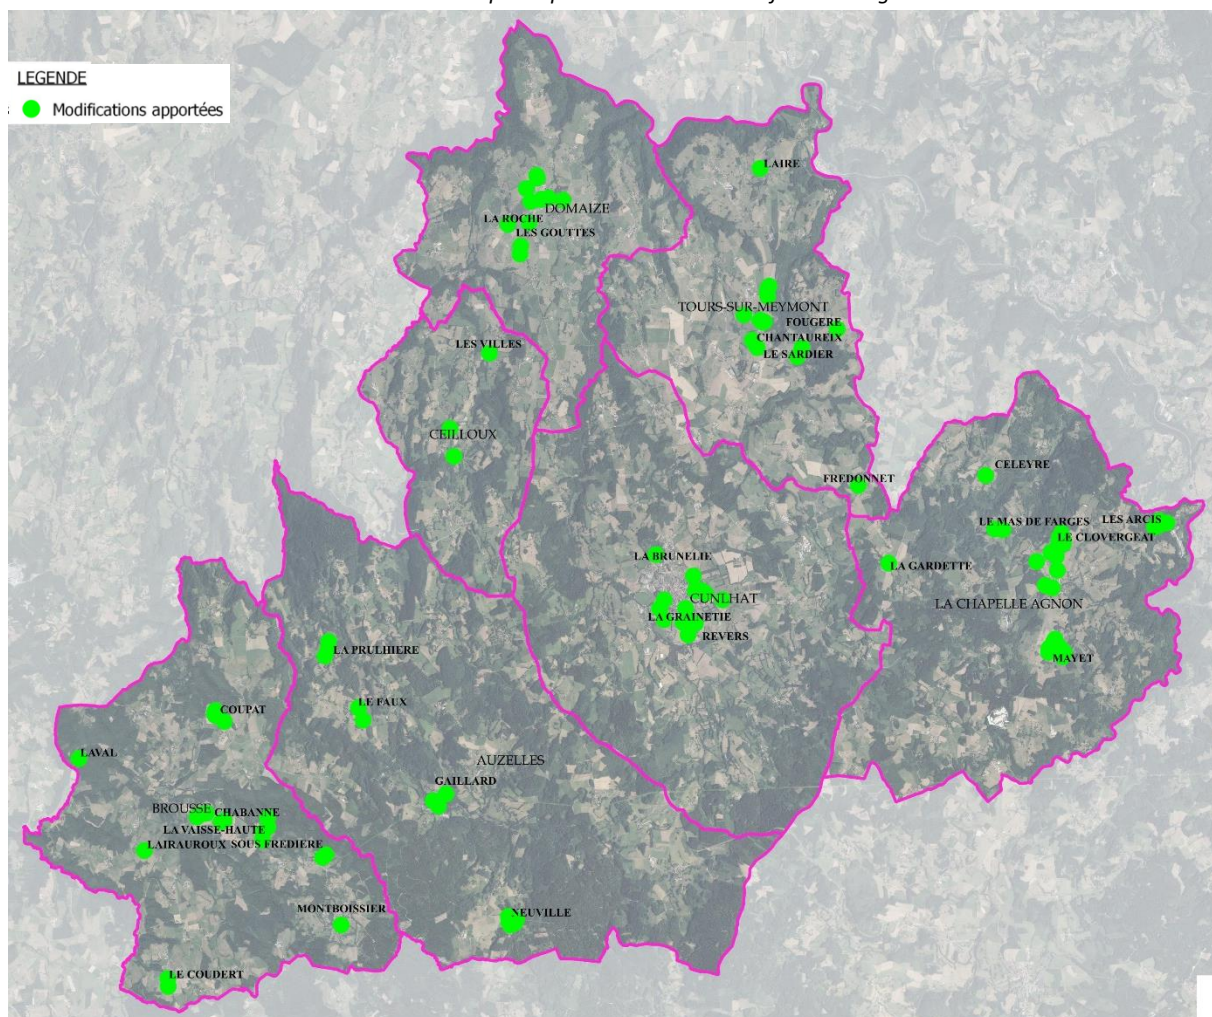 LEGENDE
Modifications apportées
LAIRE
DOMAIZE
LA ROCHE
LES GOUTTES
TOURS-SUR-MEYMONT
FOUGERE
CHANTAUREIX
LE SARDIER
LES VILLES
CEILLOUX
CELEYRE
FREDONNET
LE MAS DE FARGES
LES ARCIS
LE CLOVERGEAT
LA BRUNELIE
LA GARDETTE
CUNLHAT
LA CHAPELLE AGNON
LA GRAINETIE
REVERS
LA PRULHIERE
MAYET
LE FAUX
COUPAT
LAVAL
AUZELLES
GAILLARD
BROUSSE
CHABANNE
LA VAISSE-HAUTE
LAIRAUROUX
SOUS FREDIERE
MONTBOISSIER
NEUVILLE
LE COUDERT